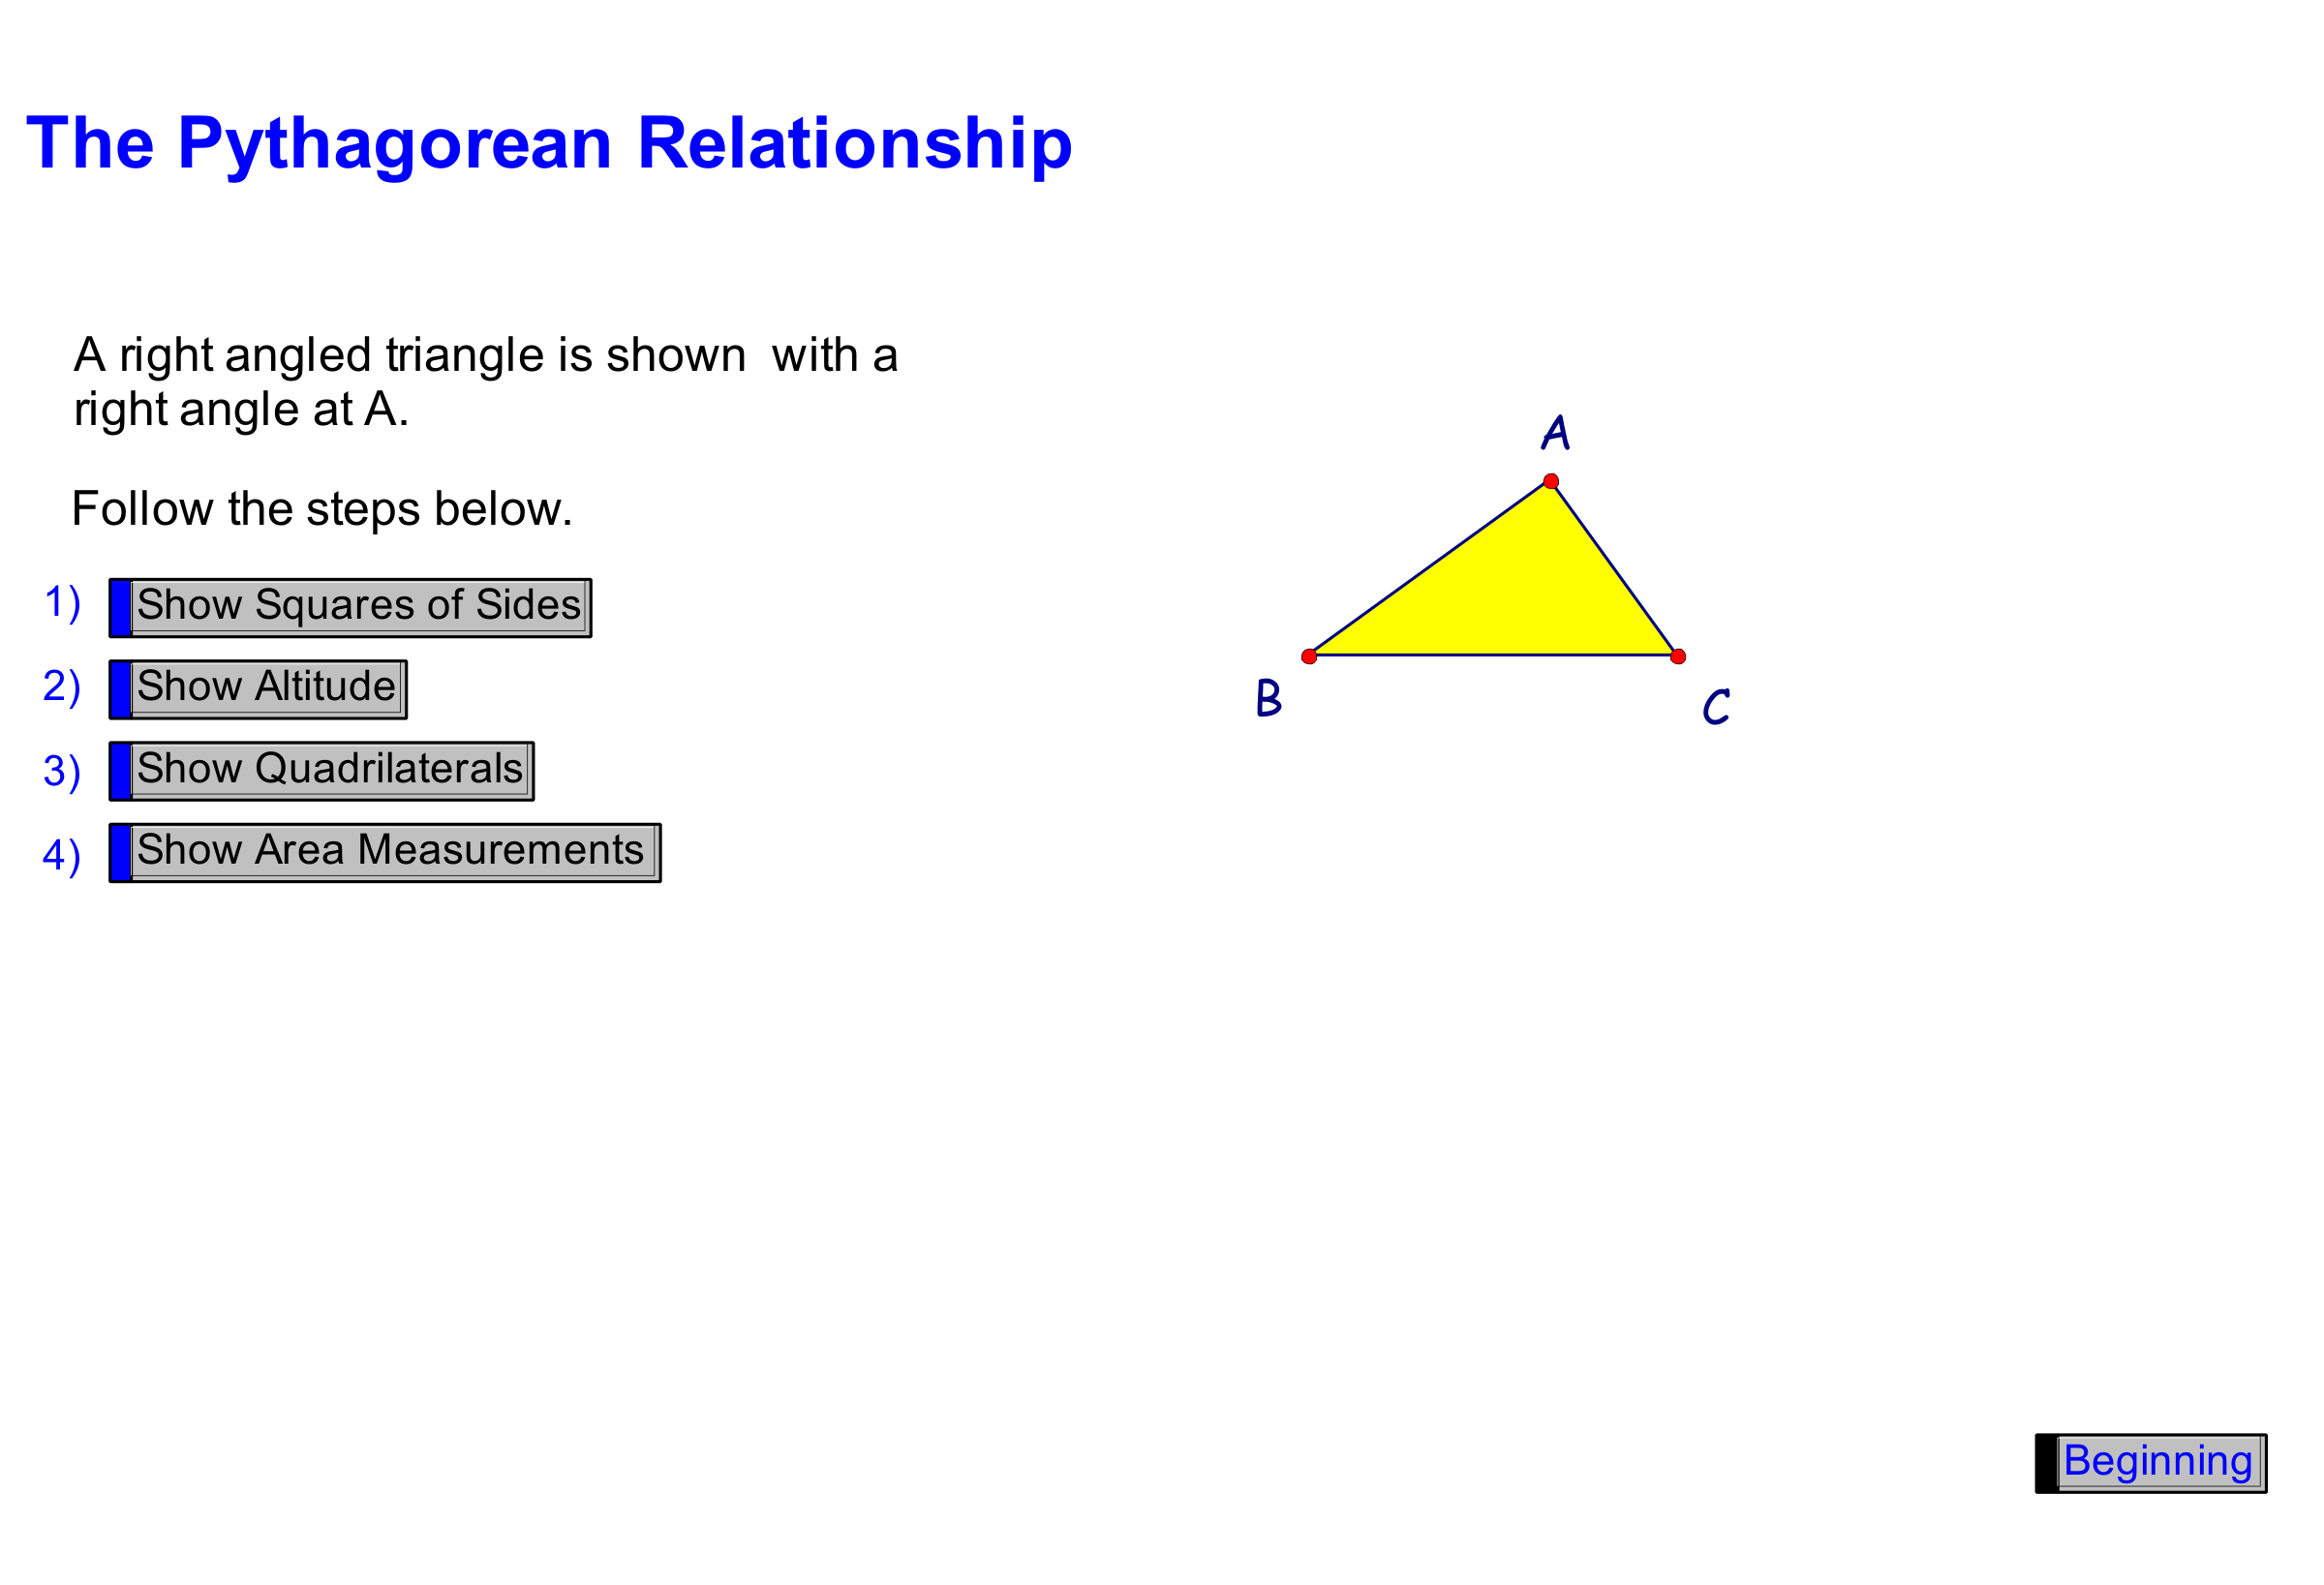 The Pythagorean Relationship
A right angled triangle is shown  with a
right angle at A.
Follow the steps below.
1) Show Squares of Sides
2) Show Altitude
3) Show Quadrilaterals
4) Show Area Measurements
A
B
C
Beginning